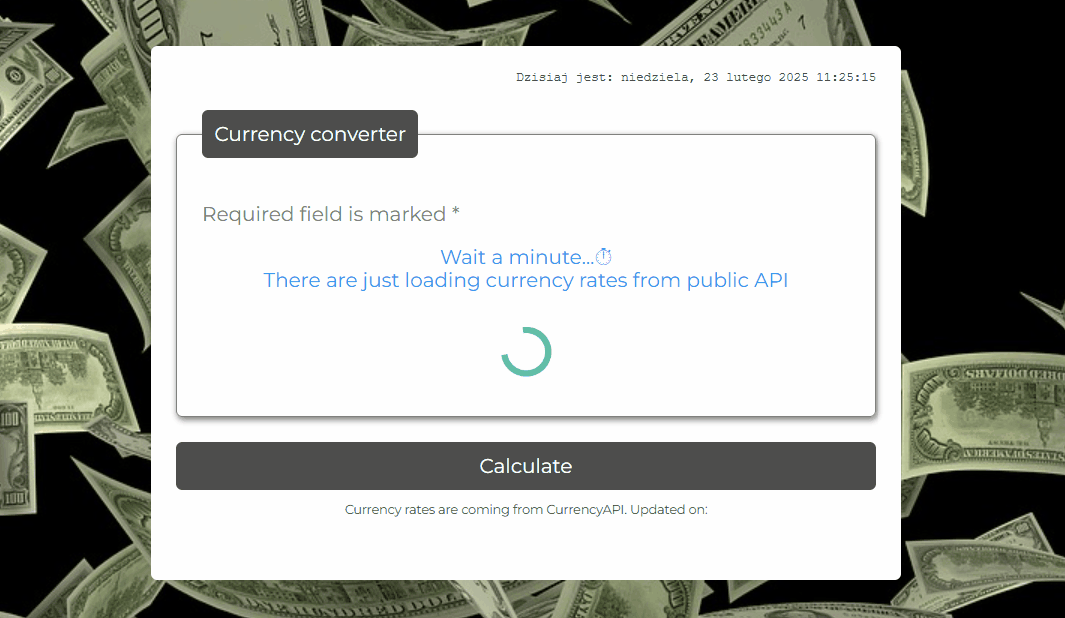 Dzisiaj jest: niedziela, 23 lutego 2025 11:25:15
Currency converter
Required field is marked *
Wait a minute...⏱
There are just loading currency rates from public API
Calculate
Currency rates are coming from CurrencyAPI. Updated on: